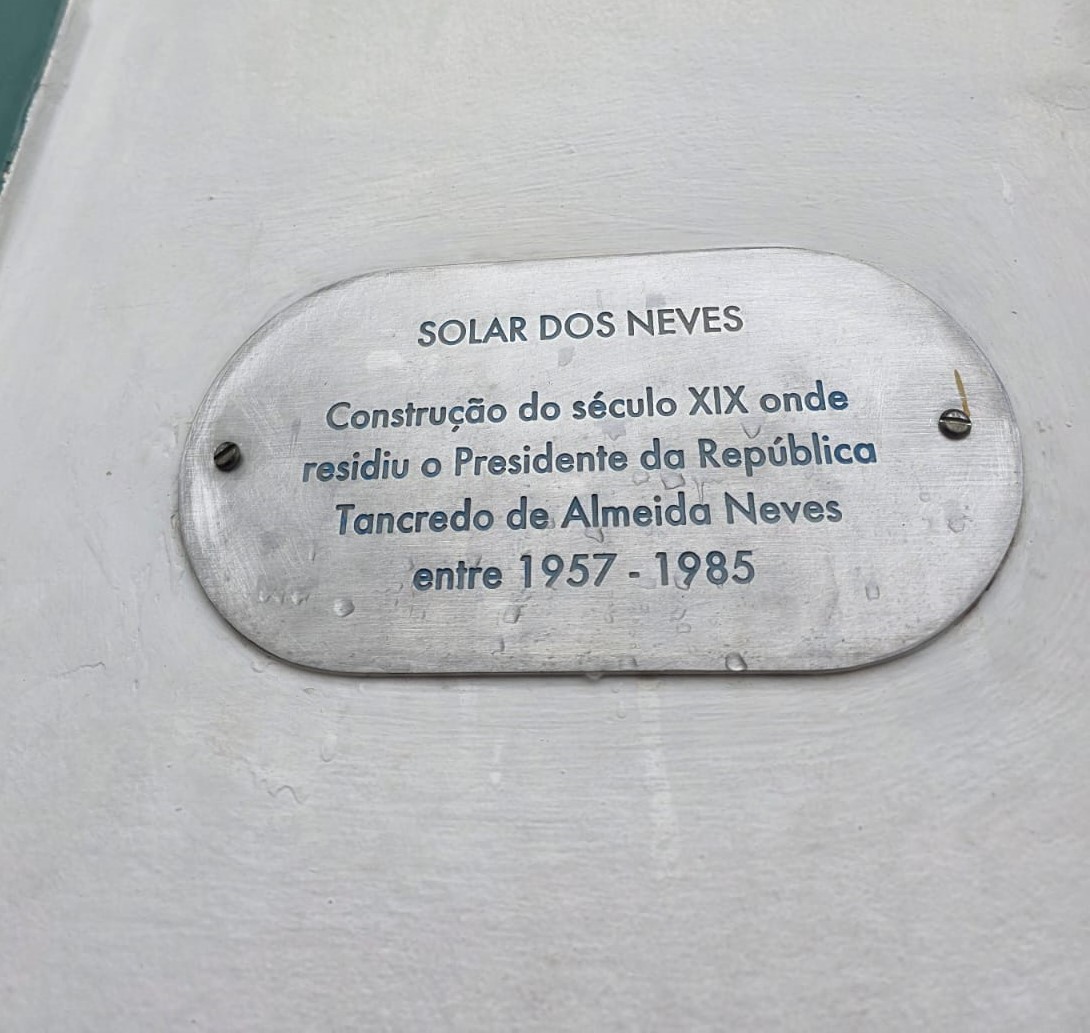 SOLAR DOS NEVES
Construção do século XIX onde
residiu o Presidente da República
Tancredo de Almeida Neves
entre 1957 - 1985